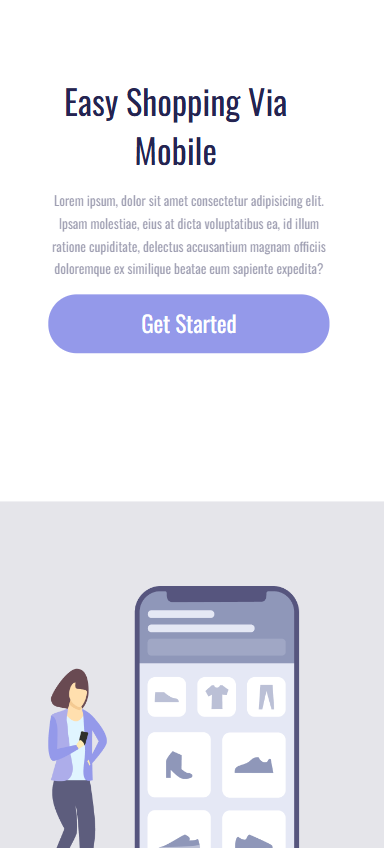 Easy Shopping Via
Mobile
Lorem ipsum, dolor sit amet consectetur adipisicing elit.
Ipsam molestiae, eius at dicta voluptatibus ea, id illum
ratione cupiditate, delectus accusantium magnam officiis
doloremque ex similique beatae eum sapiente expedita?
Get Started